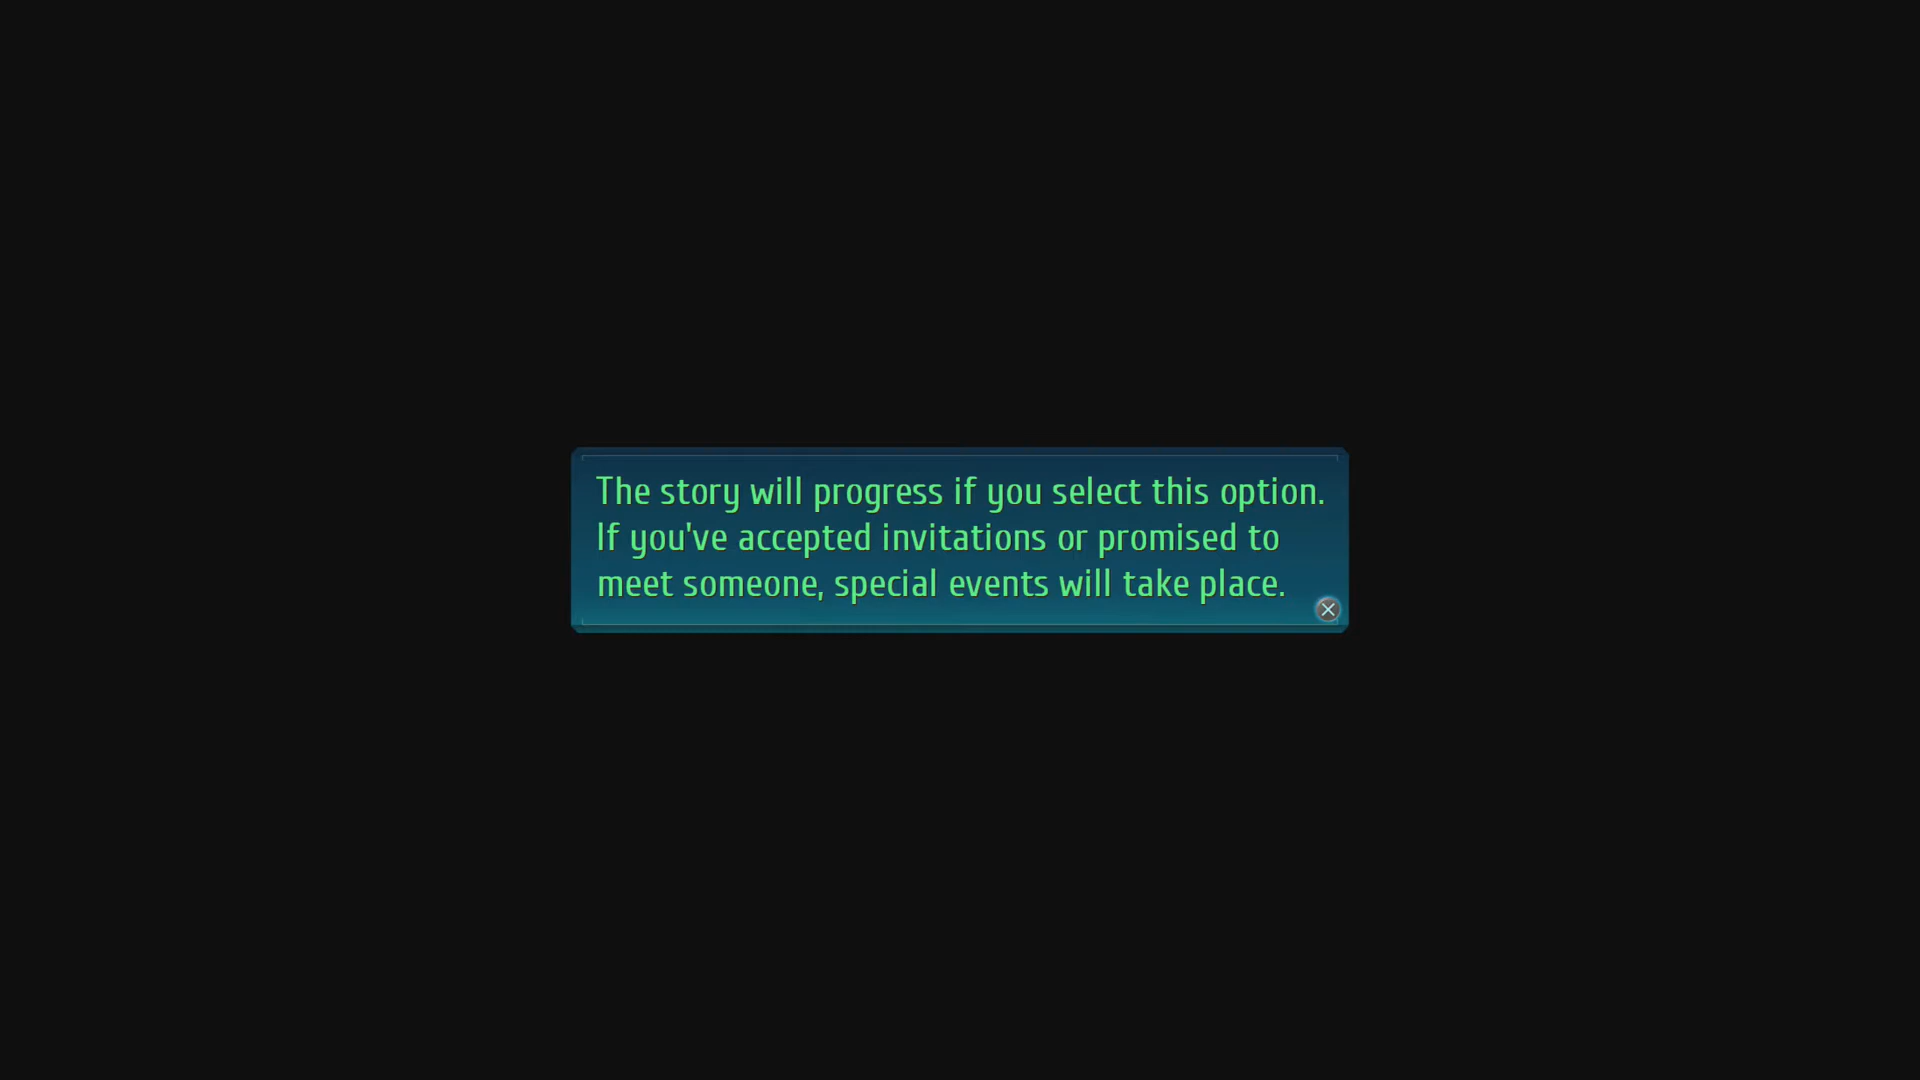 The story will progress if you select this option.
If you've accepted invitations or promised to
meet someone, special events will take place.